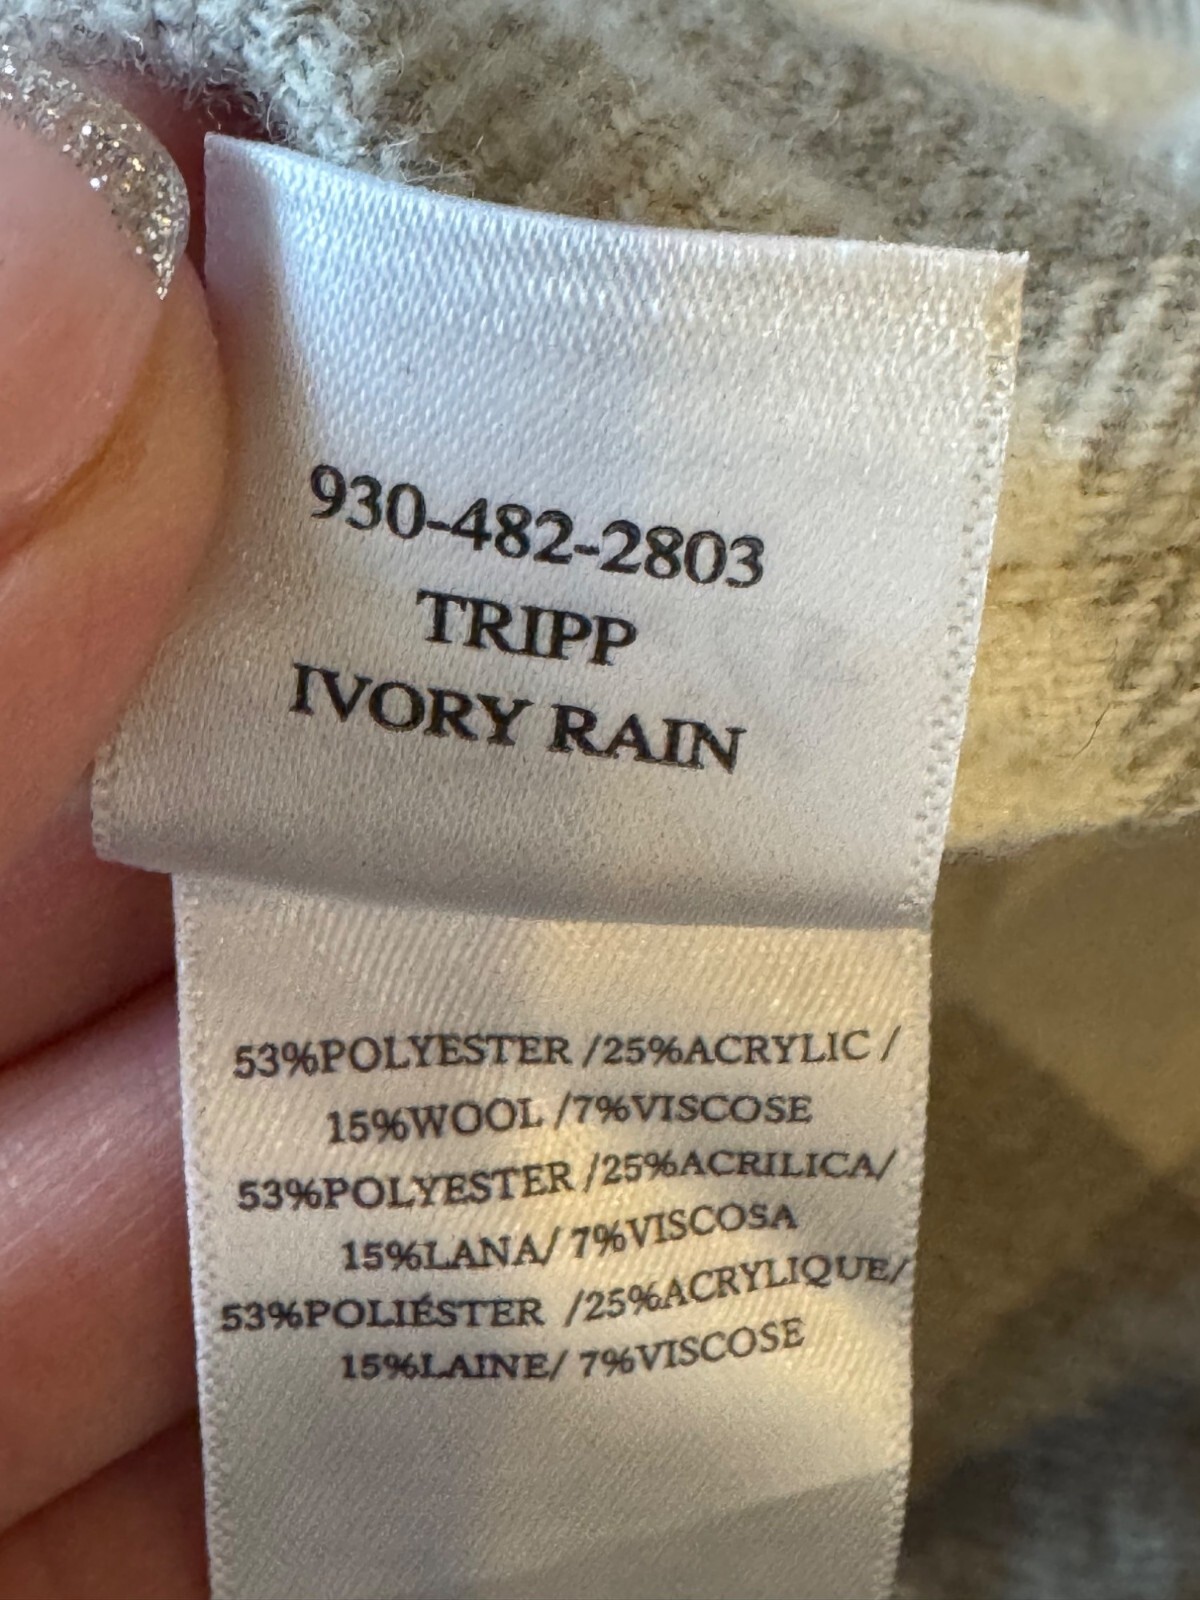 930-482-2803
TRIPP
IVORY RAIN
53%POLYESTER /25%ACRYLIC /
15%WOOL /7%VISCOSE
53%POLYESTER /25%ACRILICA/
15%LANA/ 7%VISCOSA
53%POLIÉSTER /25%ACRYLIQUE/
15%LAINE/ 7%VISCOSE